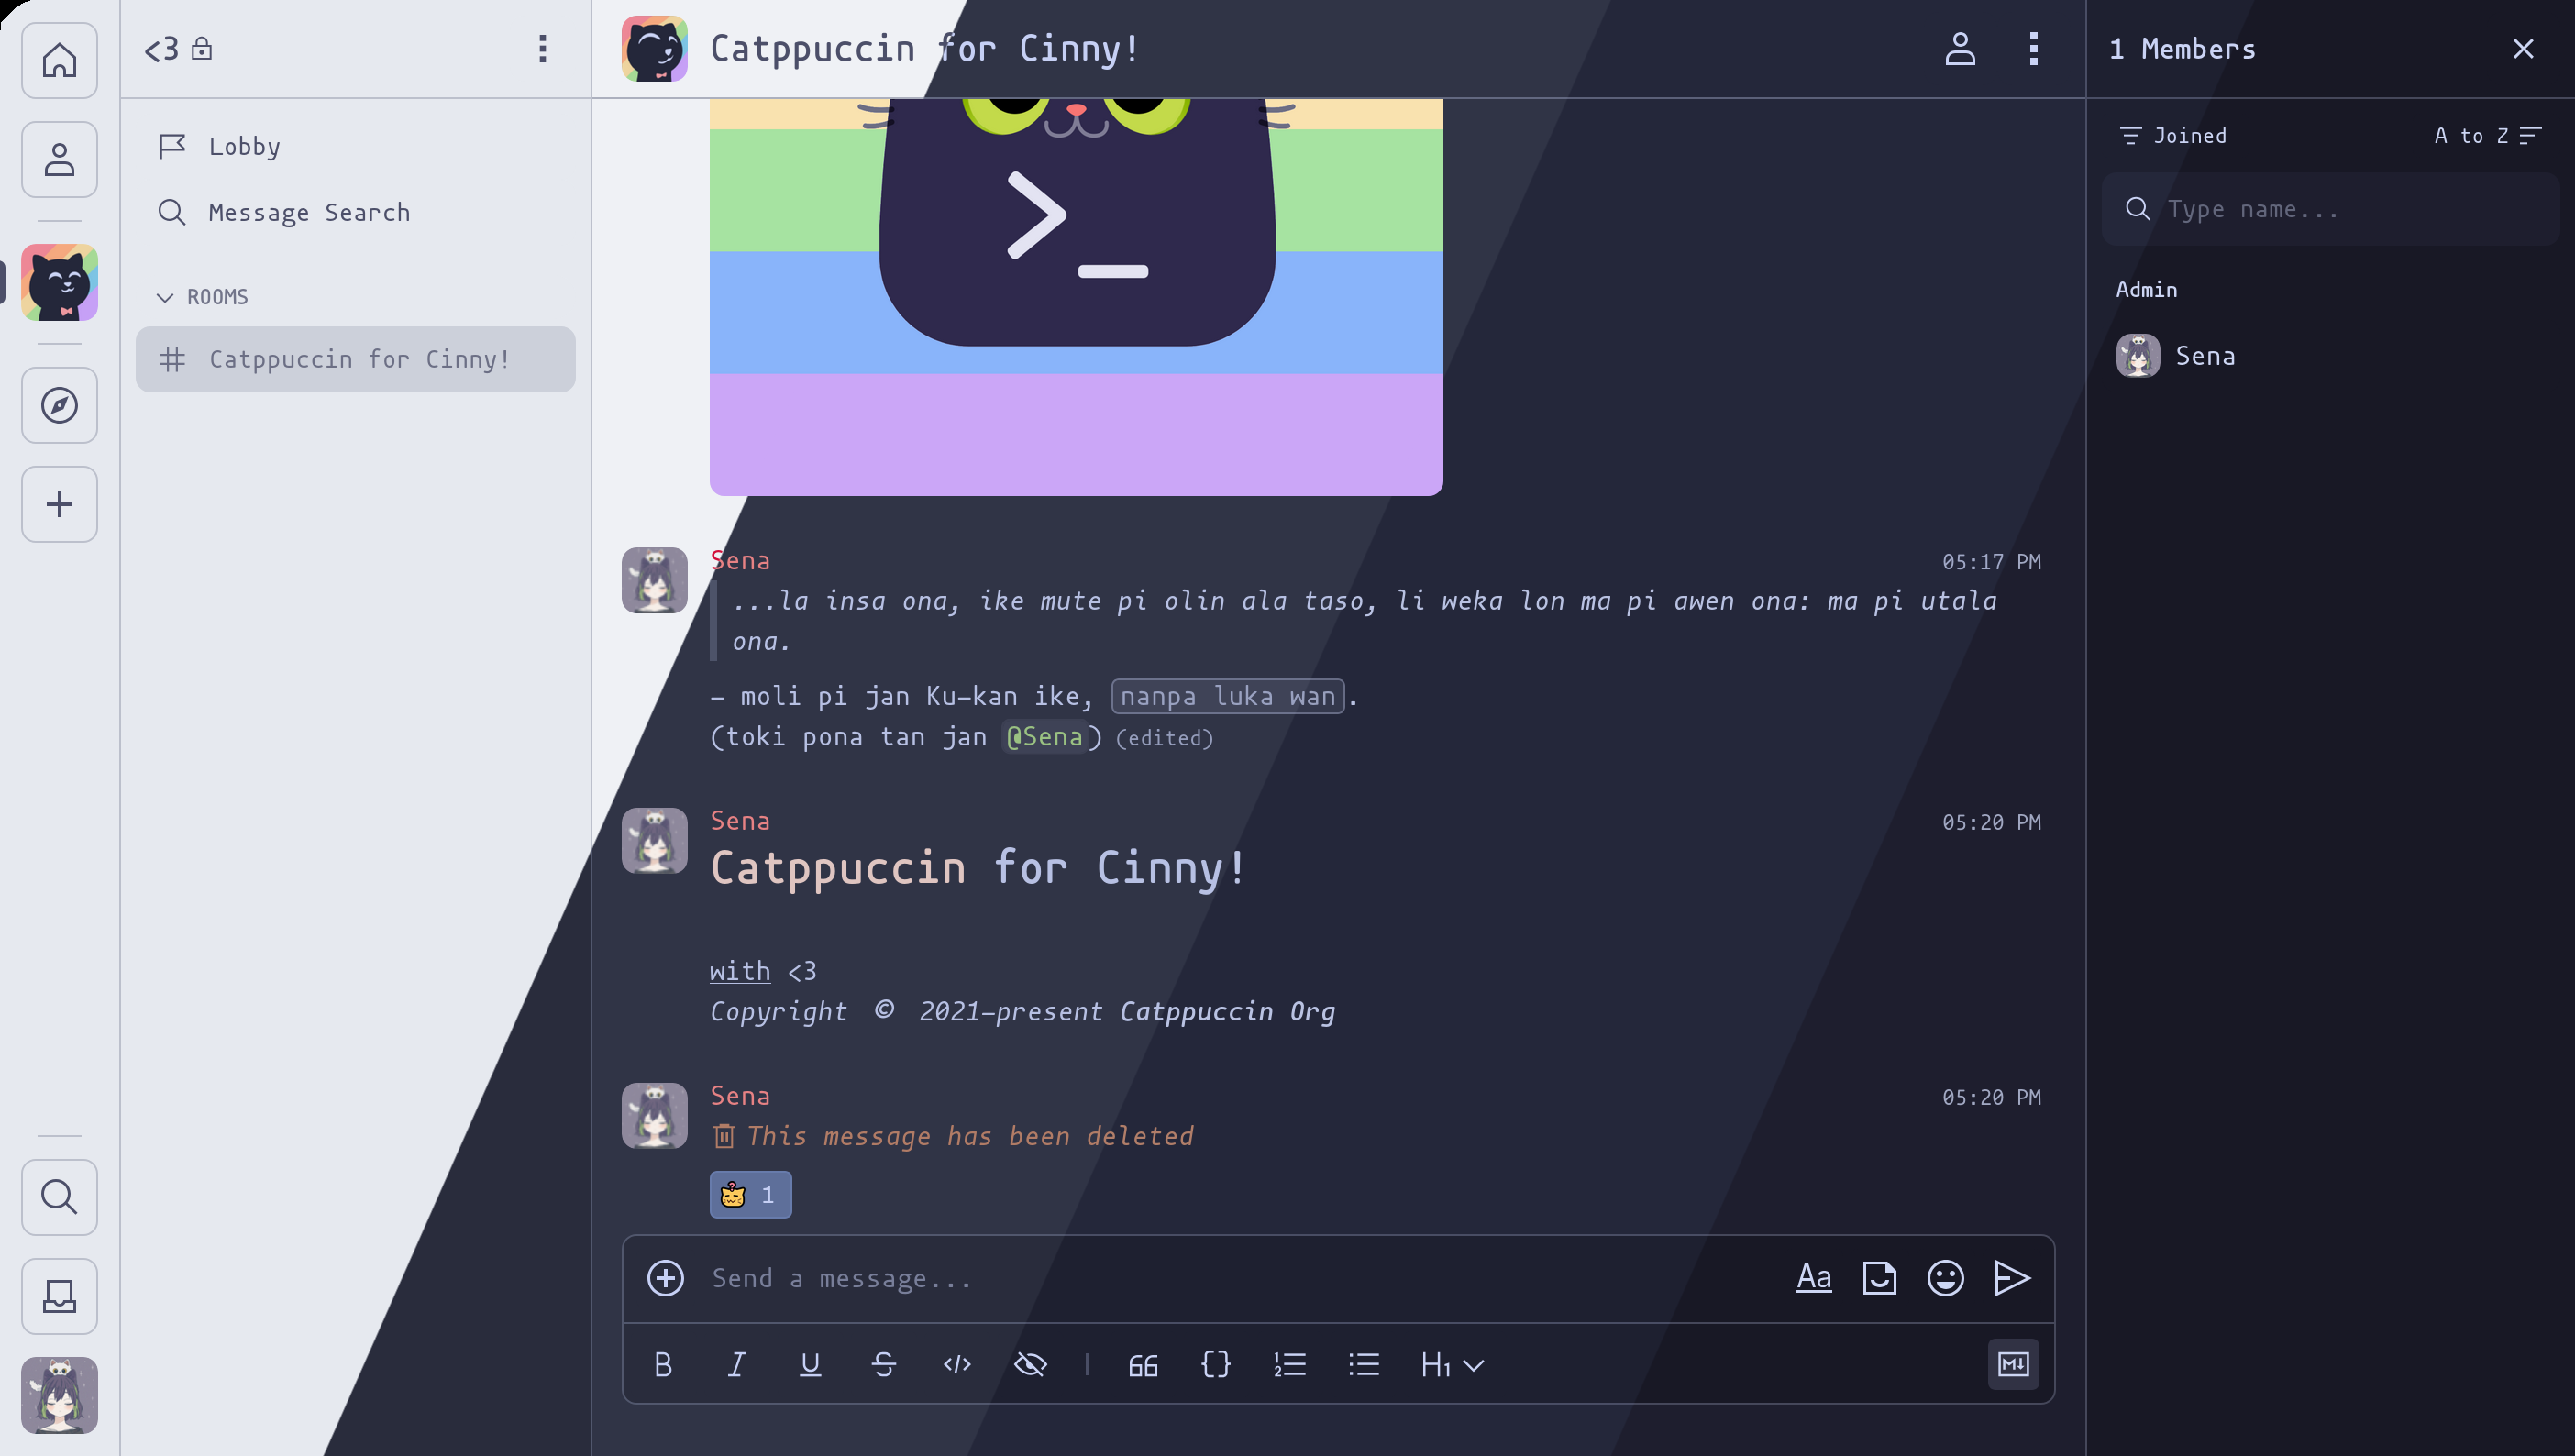 <3
Lobby
Message Search
ROOMS
Catppuccin for Cinny!
Catppuccin for Cinny!
>_
Sena
05:17 PM
...la insa ona, ike mute pi olin ala taso, li weka lon ma pi awen ona: ma pi utala
ona.
— moli pi jan Ku—kan ike, nanpa luka wan.
(toki pona tan jan @Sena) (edited)
Sena
05:20 PM
Catppuccin for Cinny!
with <3
Copyright © 2021—present Catppuccin Org
Sena
05:20 PM
This message has been deleted
1
Send a message...
Aa
B I U S </> {} H1
M↓
1 Members
Joined
A to Z
Type name...
Admin
Sena